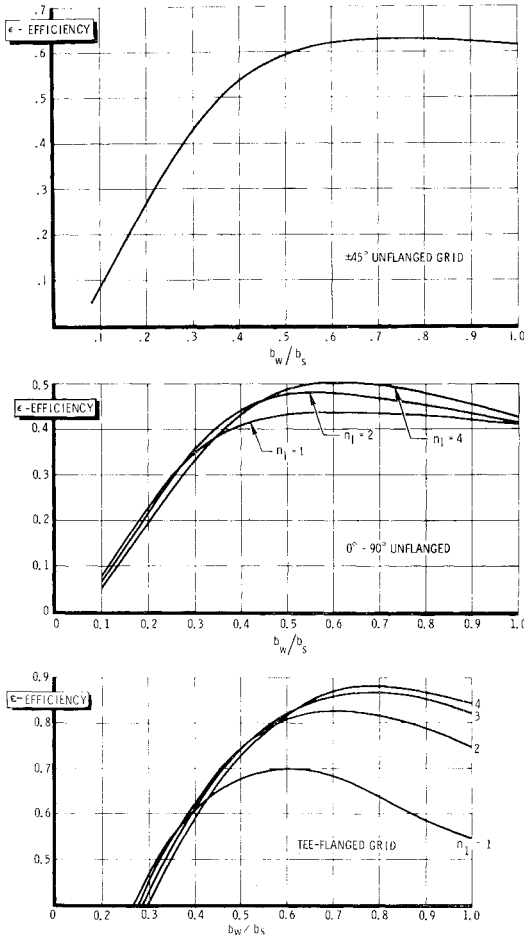 .7
ϵ - EFFICIENCY
.6
.5
.4
.3
.2
.1
±45° UNFLANGED GRID
0 .1 .2 .3 .4 .5 .6 .7 .8 .9 1.0
b_w/b_s
0.5
ϵ-EFFICIENCY
0.4
0.3
0.2
0.1
0
n_1 = 1
n_1 = 2
n_1 = 4
0° - 90° UNFLANGED
0 0.1 0.2 0.3 0.4 0.5 0.6 0.7 0.8 0.9 1.0
b_w/b_s
0.9
ϵ-EFFICIENCY
0.8
0.7
0.6
0.5
4
3
2
n_1 = 1
TEE-FLANGED GRID
0 0.1 0.2 0.3 0.4 0.5 0.6 0.7 0.8 0.9 1.0
b_w/b_s